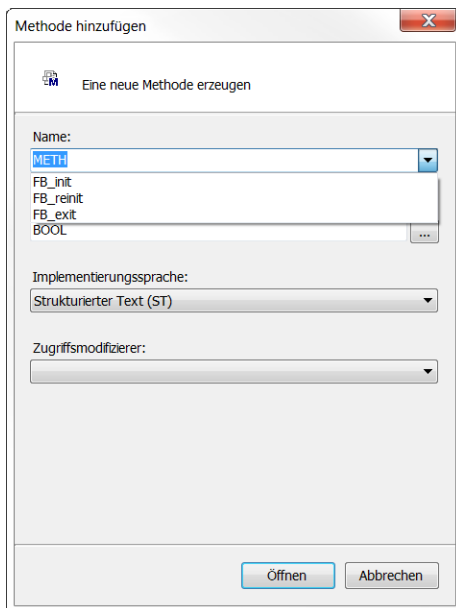 Methode hinzufügen
Eine neue Methode erzeugen
Name:
METH
FB_init
FB_reinit
FB_exit
BOOL
...
Implementierungssprache:
Strukturierter Text (ST)
Zugriffsmodifizierer:
Öffnen Abbrechen